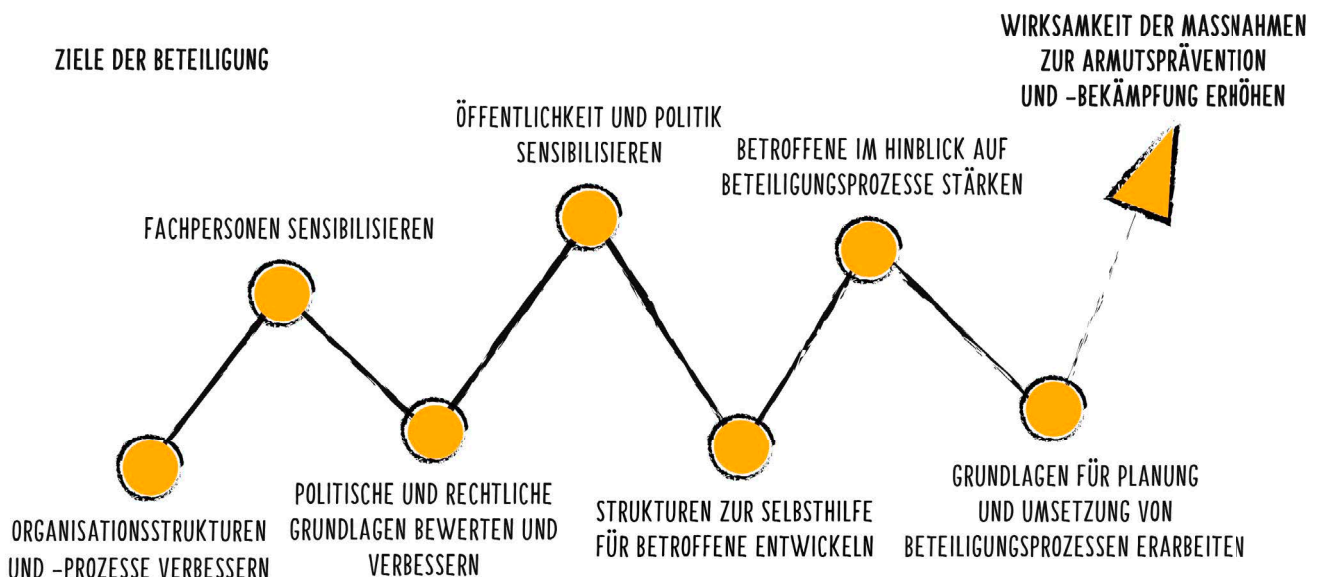 ZIELE DER BETEILIGUNG
ORGANISATIONSSTRUKTUREN
UND -PROZESSE VERBESSERN
FACHPERSONEN SENSIBILISIEREN
POLITISCHE UND RECHTLICHE
GRUNDLAGEN BEWERTEN UND
VERBESSERN
ÖFFENTLICHKEIT UND POLITIK
SENSIBILISIEREN
STRUKTUREN ZUR SELBSTHILFE
FÜR BETROFFENE ENTWICKELN
BETROFFENE IM HINBLICK AUF
BETEILIGUNGSPROZESSE STÄRKEN
GRUNDLAGEN FÜR PLANUNG
UND UMSETZUNG VON
BETEILIGUNGSPROZESSEN ERARBEITEN
WIRKSAMKEIT DER MASSNAHMEN
ZUR ARMUTSPRÄVENTION
UND -BEKÄMPFUNG ERHÖHEN